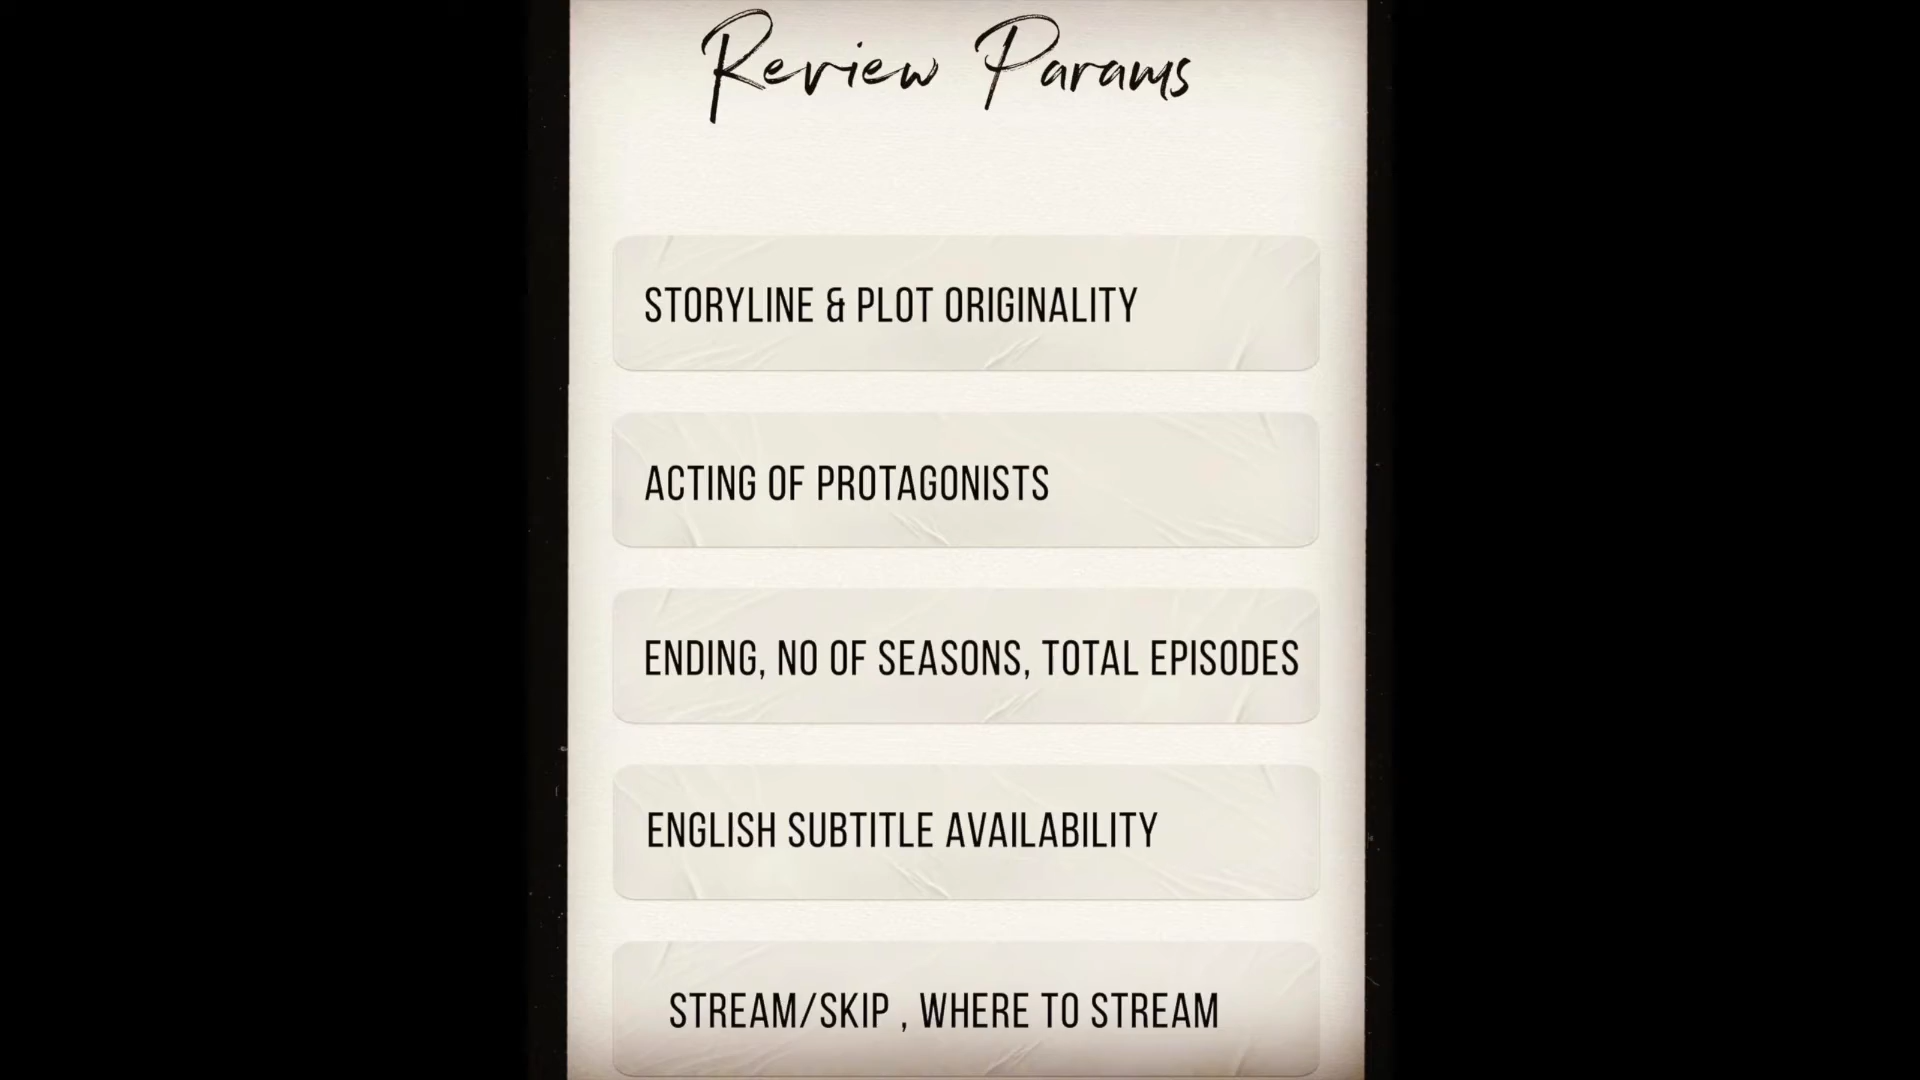 Review Params
STORYLINE & PLOT ORIGINALITY
ACTING OF PROTAGONISTS
ENDING, NO OF SEASONS, TOTAL EPISODES
ENGLISH SUBTITLE AVAILABILITY
STREAM/SKIP , WHERE TO STREAM